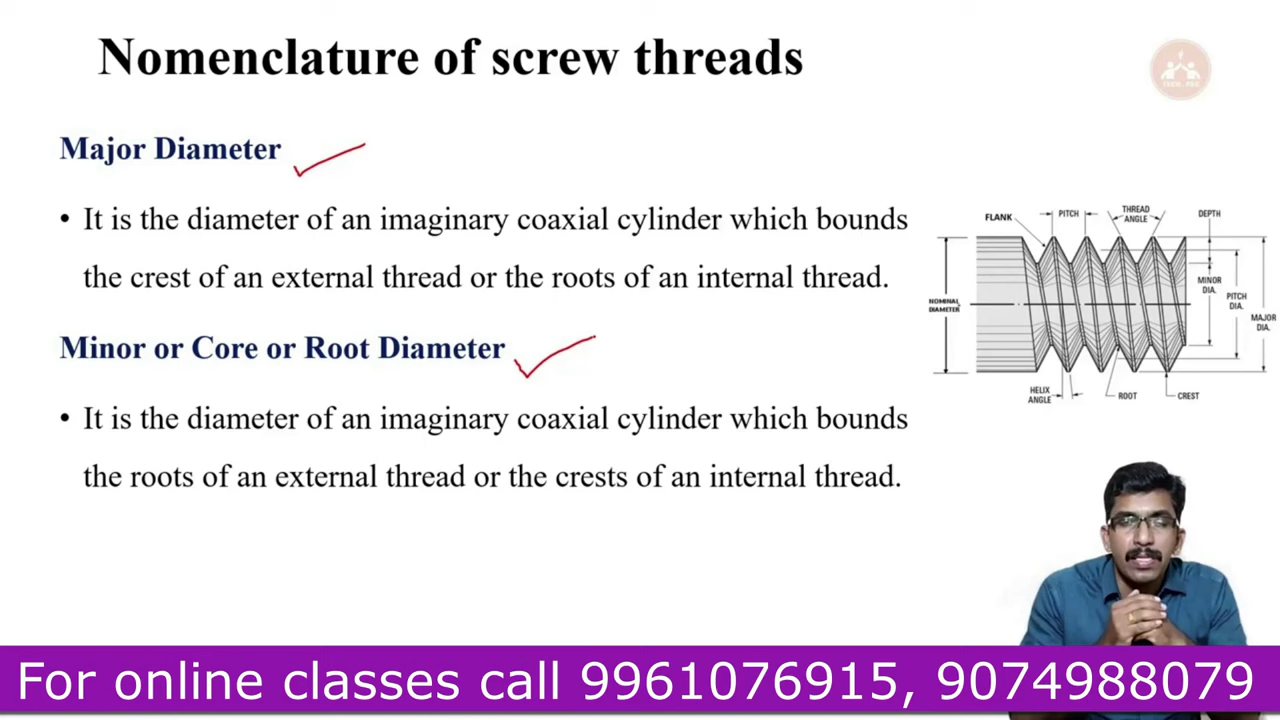 Nomenclature of screw threads
Major Diameter
• It is the diameter of an imaginary coaxial cylinder which bounds
the crest of an external thread or the roots of an internal thread.
Minor or Core or Root Diameter
• It is the diameter of an imaginary coaxial cylinder which bounds
the roots of an external thread or the crests of an internal thread.
FLANK
PITCH
THREAD
ANGLE
DEPTH
NOMINAL
DIAMETER
MINOR
DIA.
PITCH
DIA.
MAJOR
DIA.
HELIX
ANGLE
ROOT
CREST
For online classes call 9961076915, 9074988079